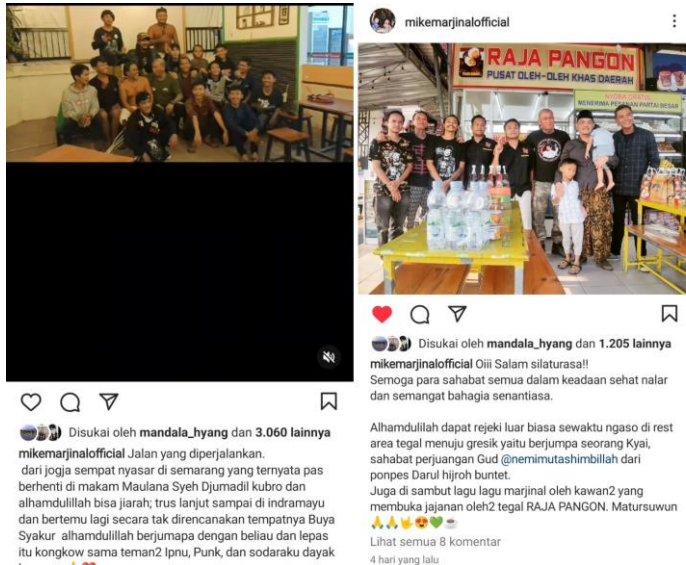 Disukai oleh mandala_hyang dan 3.060 lainnya
mikemarjinalofficial Jalan yang diperjalankan.
dari jogja sempat nyasar di semarang yang ternyata pas
berhenti di makam Maulana Syeh Djumadil kubro dan
alhamdulillah bisa jiarah; trus lanjut sampai di indramayu
dan bertemu lagi secara tak direncanakan tempatnya Buya
Syakur alhamdulillah berjumapa dengan beliau dan lepas
itu kongkow sama teman2 Ipnu, Punk, dan sodaraku dayak
mikemarjinalofficial
RAJA PANGON
PUSAT OLEH-OLEH KHAS DAERAH
MENERIMA PESANAN PARTAI BESAR
Disukai oleh mandala_hyang dan 1.205 lainnya
mikemarjinalofficial Oiii Salam silaturasa!!
Semoga para sahabat semua dalam keadaan sehat nalar
dan semangat bahagia senantiasa.
Alhamdulilah dapat rejeki luar biasa sewaktu ngaso di rest
area tegal menuju gresik yaitu berjumpa seorang Kyai,
sahabat perjuangan Gud @nemimutashimbillah dari
ponpes Darul hijroh buntet.
Juga di sambut lagu lagu marjinal oleh kawan2 yang
membuka jajanan oleh2 tegal RAJA PANGON. Matursuwun
🙏🙏🤟😍💚☕
Lihat semua 8 komentar
4 hari yang lalu